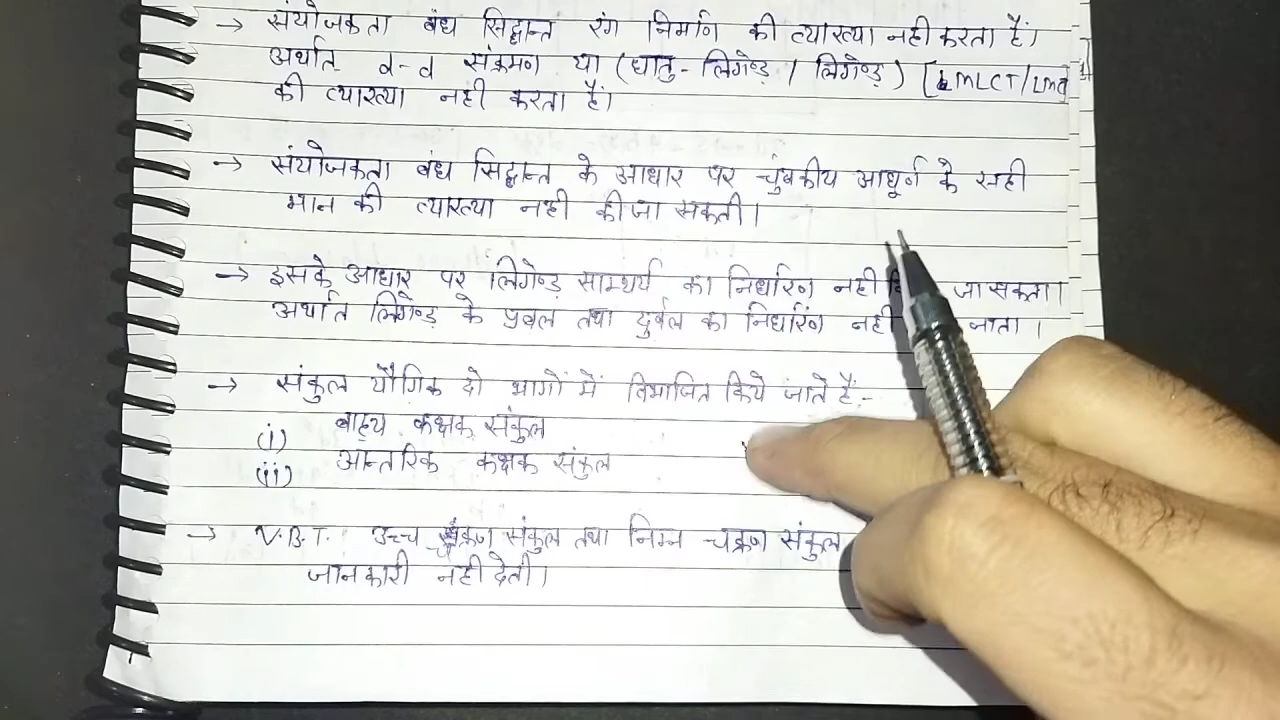 → संयोजकता बंध सिद्धान्त रंग निर्माण की व्याख्या नही करता है।
अर्थात d-d संक्रमण या (धातु- लिगेण्ड़ / लिगेण्ड़) [MLCT/LMC
की व्याख्या नही करता है।
→ संयोजकता बंध सिद्धान्त के आधार पर चुंबकीय आधूर्ण के सही
मान की व्याख्या नही की जा सकती।
→ इसके आधार पर लिगेण्ड़ सामर्थ्य का निर्धारण नही जा सकता।
अर्थात लिगेण्ड़ के प्रबल तथा दुर्बल का निर्धारण नही जाता।
→ संकुल यौगिक दो भागों में विभाजित किये जाते हैं,-
(i) बाह्य कक्षक संकुल
(ii) आन्तरिक कक्षक संकुल
→ V.B.T. उच्च चक्रण संकुल तथा निम्न चक्रण संकुल
जानकारी नही देती।